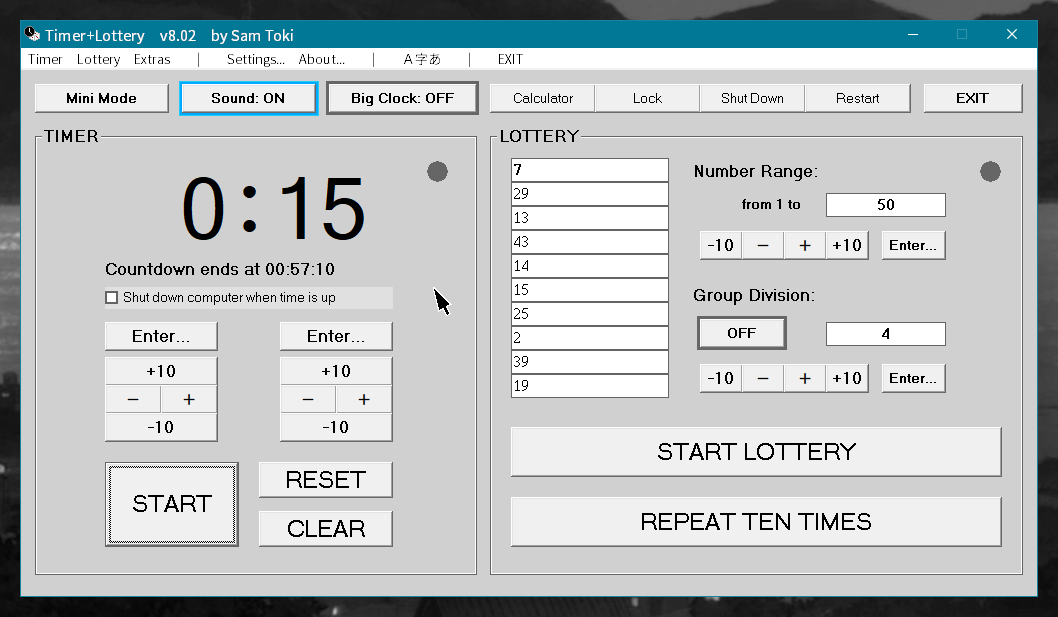 Timer+Lottery v8.02 by Sam Toki
Timer Lottery Extras | Settings... About... | A字あ | EXIT
Mini Mode Sound: ON Big Clock: OFF Calculator Lock Shut Down Restart EXIT
TIMER
0:15
Countdown ends at 00:57:10
Shut down computer when time is up
Enter... Enter...
+10 +10
− + − +
-10 -10
START
RESET
CLEAR
LOTTERY
7
29
13
43
14
15
25
2
39
19
Number Range:
from 1 to 50
-10 − + +10 Enter...
Group Division:
OFF 4
-10 − + +10 Enter...
START LOTTERY
REPEAT TEN TIMES